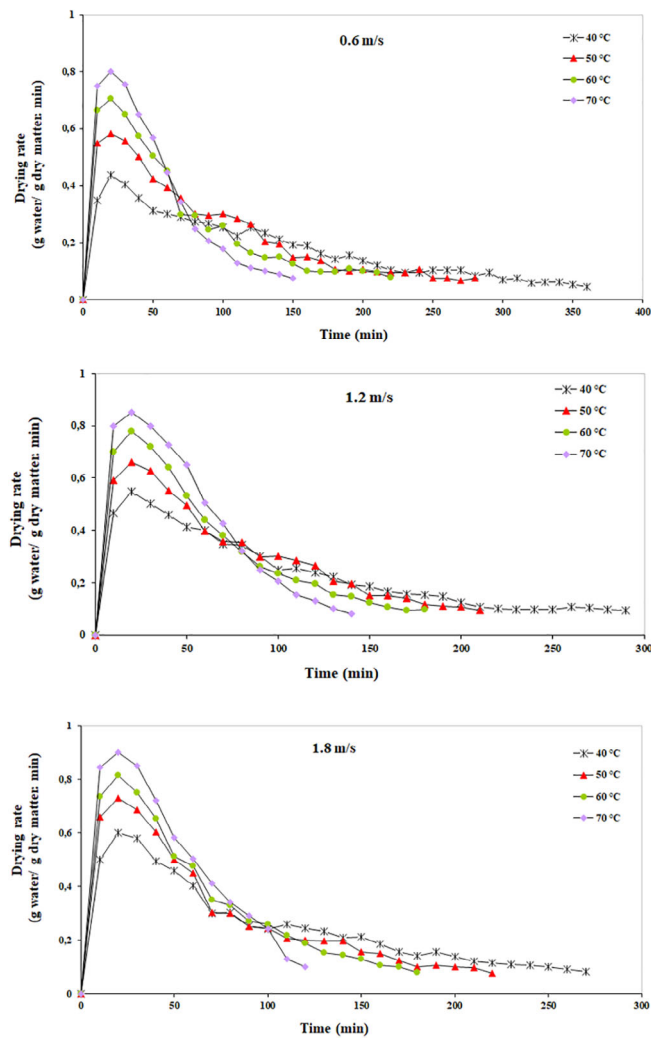 0.6 m/s
40 °C
50 °C
60 °C
70 °C
Drying rate
(g water/ g dry matter. min)
1
0,8
0,6
0,4
0,2
0
0 50 100 150 200 250 300 350 400
Time (min)
1.2 m/s
40 °C
50 °C
60 °C
70 °C
Drying rate
(g water/ g dry matter. min)
1
0,8
0,6
0,4
0,2
0
0 50 100 150 200 250 300
Time (min)
1.8 m/s
40 °C
50 °C
60 °C
70 °C
Drying rate
(g water/ g dry matter. min)
1
0,8
0,6
0,4
0,2
0
0 50 100 150 200 250 300
Time (min)